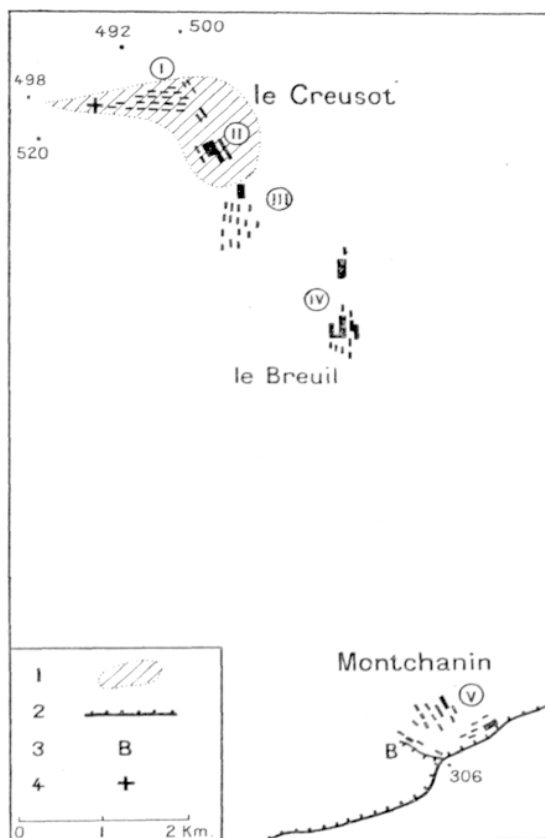 492 500
498
I
le Creusot
520
II
III
IV
le Breuil
Montchanin
V
B
306
1
2
3 B
4
0 1 2 Km.